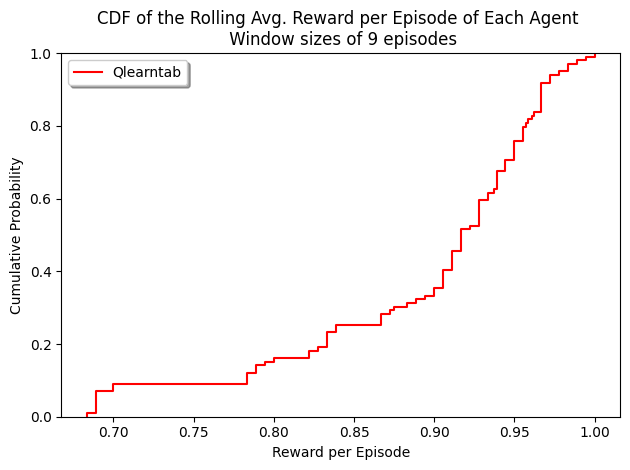 CDF of the Rolling Avg. Reward per Episode of Each Agent
Window sizes of 9 episodes
Qlearntab
Cumulative Probability
1.0
0.8
0.6
0.4
0.2
0.0
0.70 0.75 0.80 0.85 0.90 0.95 1.00
Reward per Episode